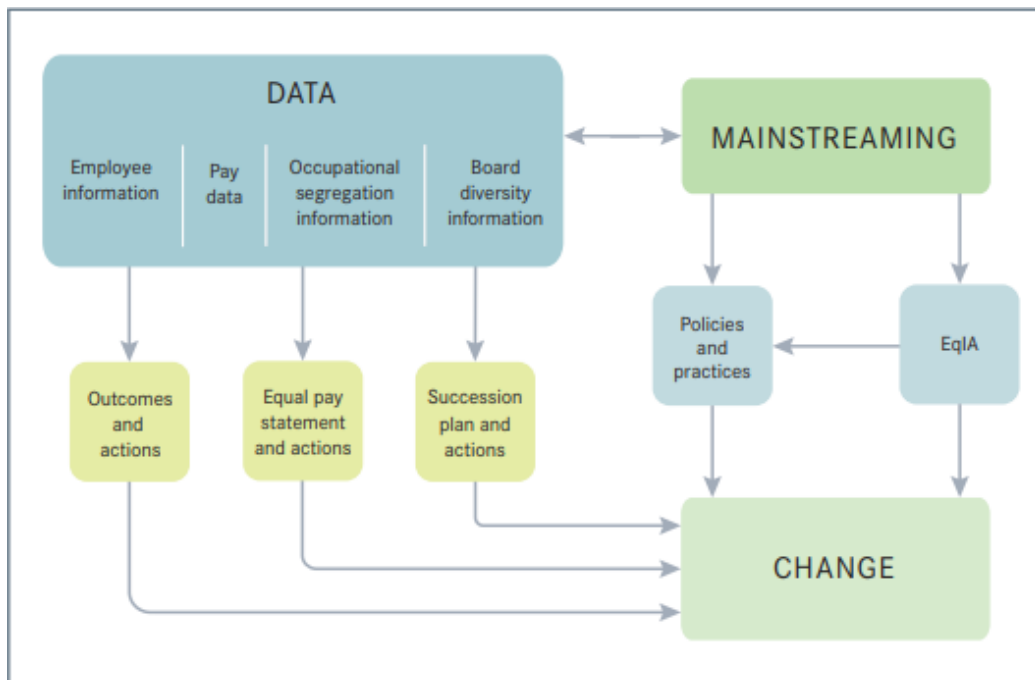 DATA
Employee
information
Pay
data
Occupational
segregation
information
Board
diversity
information
MAINSTREAMING
Policies
and
practices
EqIA
Outcomes
and
actions
Equal pay
statement
and actions
Succession
plan and
actions
CHANGE